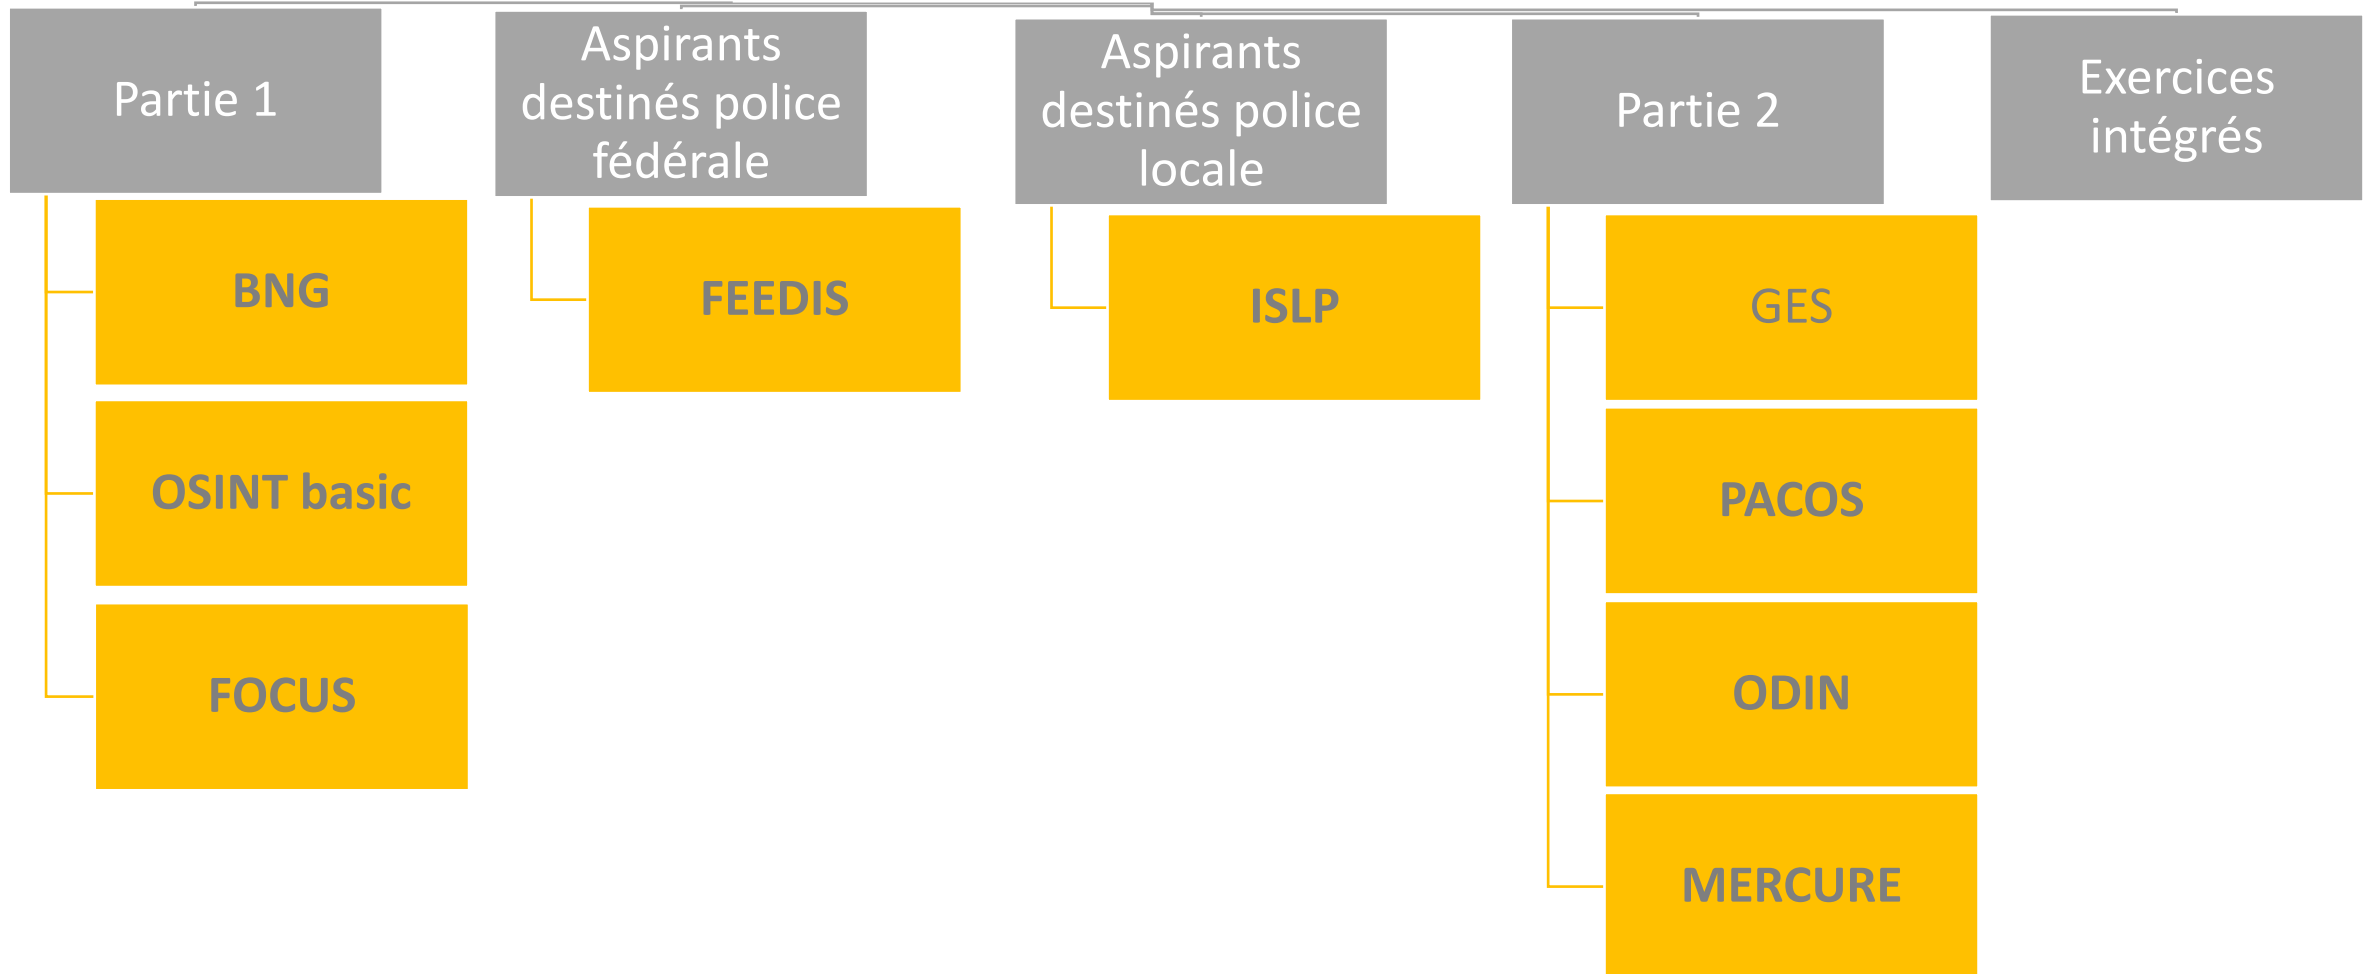 Partie 1
BNG
OSINT basic
FOCUS
Aspirants
destinés police
fédérale
FEEDIS
Aspirants
destinés police
locale
ISLP
Partie 2
GES
PACOS
ODIN
MERCURE
Exercices
intégrés